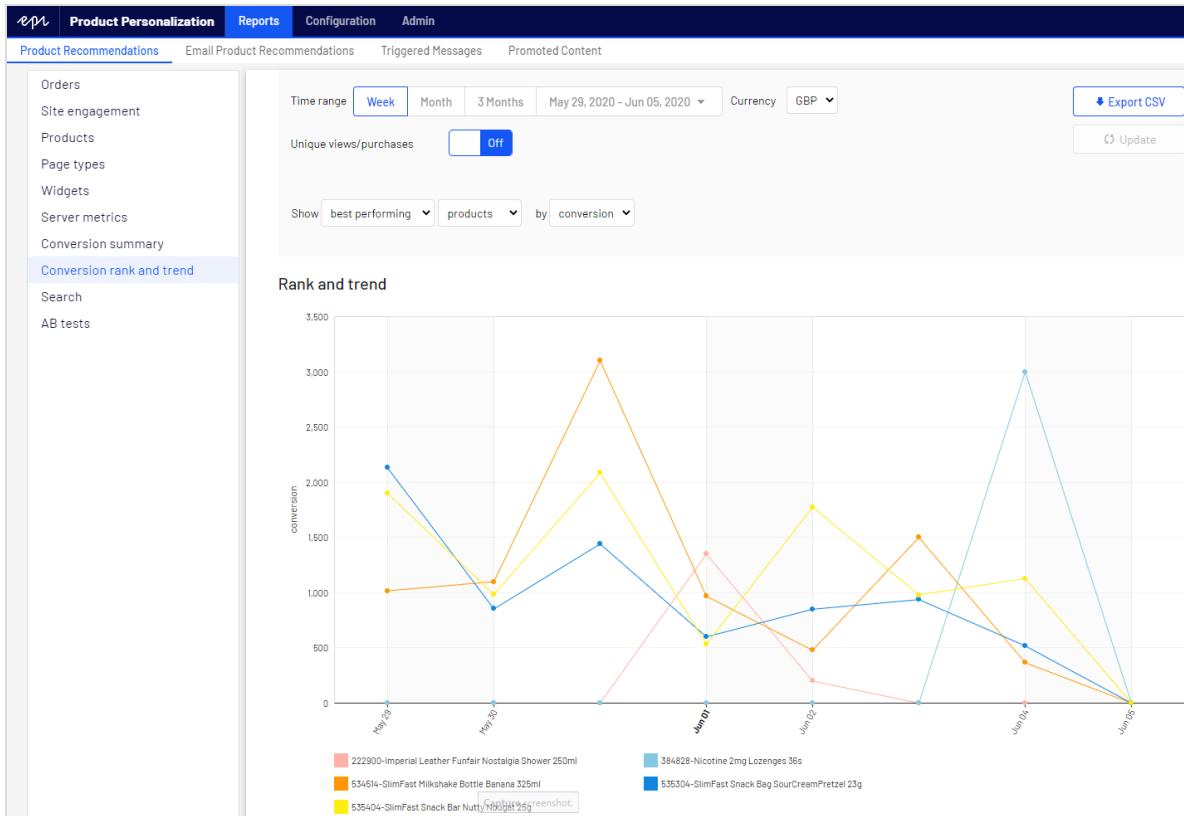 epi Product Personalization Reports Configuration Admin
Product Recommendations Email Product Recommendations Triggered Messages Promoted Content
Orders
Site engagement
Products
Page types
Widgets
Server metrics
Conversion summary
Conversion rank and trend
Search
AB tests
Time range Week Month 3 Months May 29, 2020 – Jun 05, 2020 Currency GBP Export CSV
Unique views/purchases Off Update
Show best performing products by conversion
Rank and trend
3,500
3,000
2,500
2,000
1,500
1,000
500
0
conversion
May 29 May 30 Jun 01 Jun 02 Jun 04 Jun 05
222900-Imperial Leather Funfair Nostalgia Shower 250ml 384828-Nicotine 2mg Lozenges 36s
534514-SlimFast Milkshake Bottle Banana 325ml 535304-SlimFast Snack Bag SourCreamPretzel 23g
535404-SlimFast Snack Bar Nutty Nougat 25g
Capture screenshot.